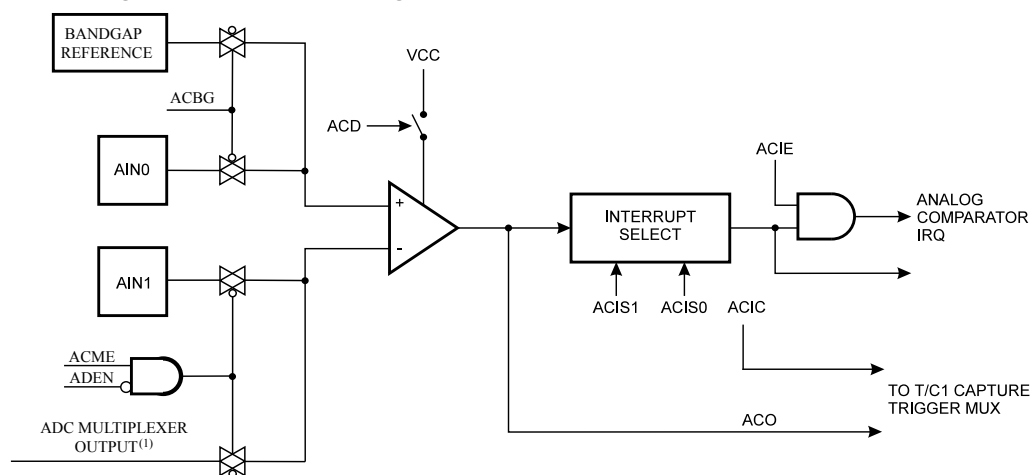 BANDGAP
REFERENCE
VCC
ACBG
ACD
AIN0
ACIE
+
-
INTERRUPT
SELECT
ANALOG
COMPARATOR
IRQ
AIN1
ACIS1
ACIS0
ACIC
ACME
ADEN
TO T/C1 CAPTURE
TRIGGER MUX
ADC MULTIPLEXER
OUTPUT(1)
ACO